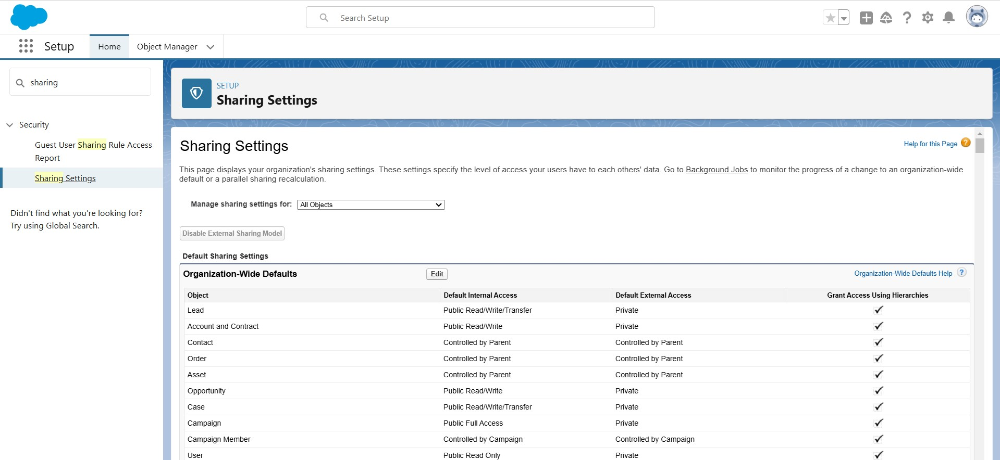 Search Setup
Setup
Home
Object Manager
sharing
Security
Guest User Sharing Rule Access
Report
Sharing Settings
Didn't find what you're looking for?
Try using Global Search.
SETUP
Sharing Settings
Sharing Settings
Help for this Page ?
This page displays your organization's sharing settings. These settings specify the level of access your users have to each others' data. Go to Background Jobs to monitor the progress of a change to an organization-wide
default or a parallel sharing recalculation.
Manage sharing settings for: All Objects
Disable External Sharing Model
Default Sharing Settings
Organization-Wide Defaults Edit Organization-Wide Defaults Help ?
Object Default Internal Access Default External Access Grant Access Using Hierarchies
Lead Public Read/Write/Transfer Private
Account and Contract Public Read/Write Private
Contact Controlled by Parent Controlled by Parent
Order Controlled by Parent Controlled by Parent
Asset Controlled by Parent Controlled by Parent
Opportunity Public Read/Write Private
Case Public Read/Write/Transfer Private
Campaign Public Full Access Private
Campaign Member Controlled by Campaign Controlled by Campaign
User Public Read Only Private